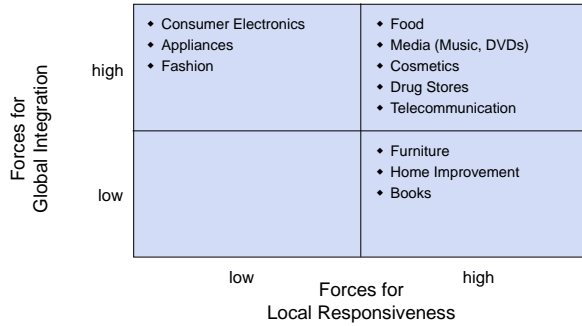 Forces for
Global Integration
high
low
◆ Consumer Electronics
◆ Appliances
◆ Fashion
◆ Food
◆ Media (Music, DVDs)
◆ Cosmetics
◆ Drug Stores
◆ Telecommunication
◆ Furniture
◆ Home Improvement
◆ Books
low
high
Forces for
Local Responsiveness